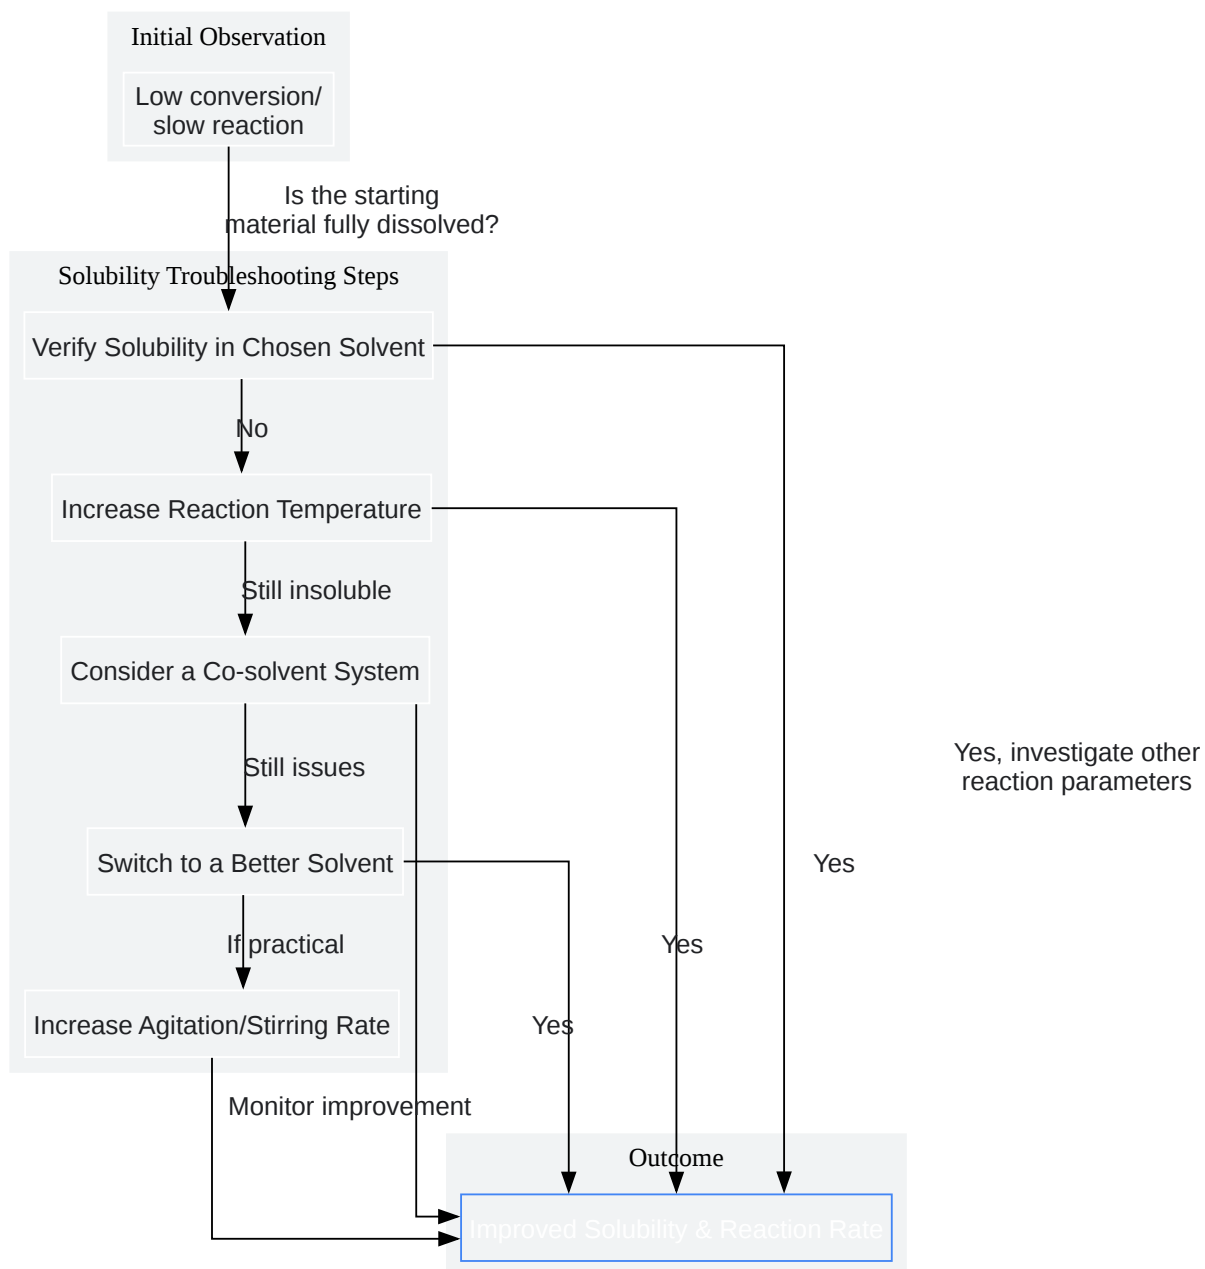 Initial Observation
Low conversion/
slow reaction
Is the starting
material fully dissolved?
Solubility Troubleshooting Steps
Verify Solubility in Chosen Solvent
No
Increase Reaction Temperature
Still insoluble
Consider a Co-solvent System
Still issues
Yes, investigate other
reaction parameters
Switch to a Better Solvent
Yes
If practical
Yes
Increase Agitation/Stirring Rate
Yes
Monitor improvement
Outcome
Improved Solubility & Reaction Rate